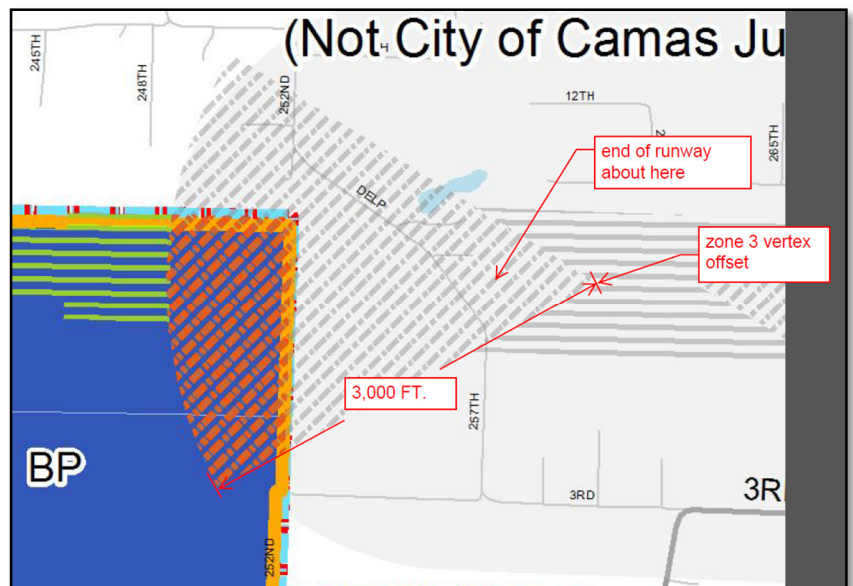 (Not City of Camas Ju
H
245TH
248TH
252ND
12TH
2
265TH
end of runway
about here
DELP
zone 3 vertex
offset
3,000 FT.
257TH
BP
3RD
3R
252ND